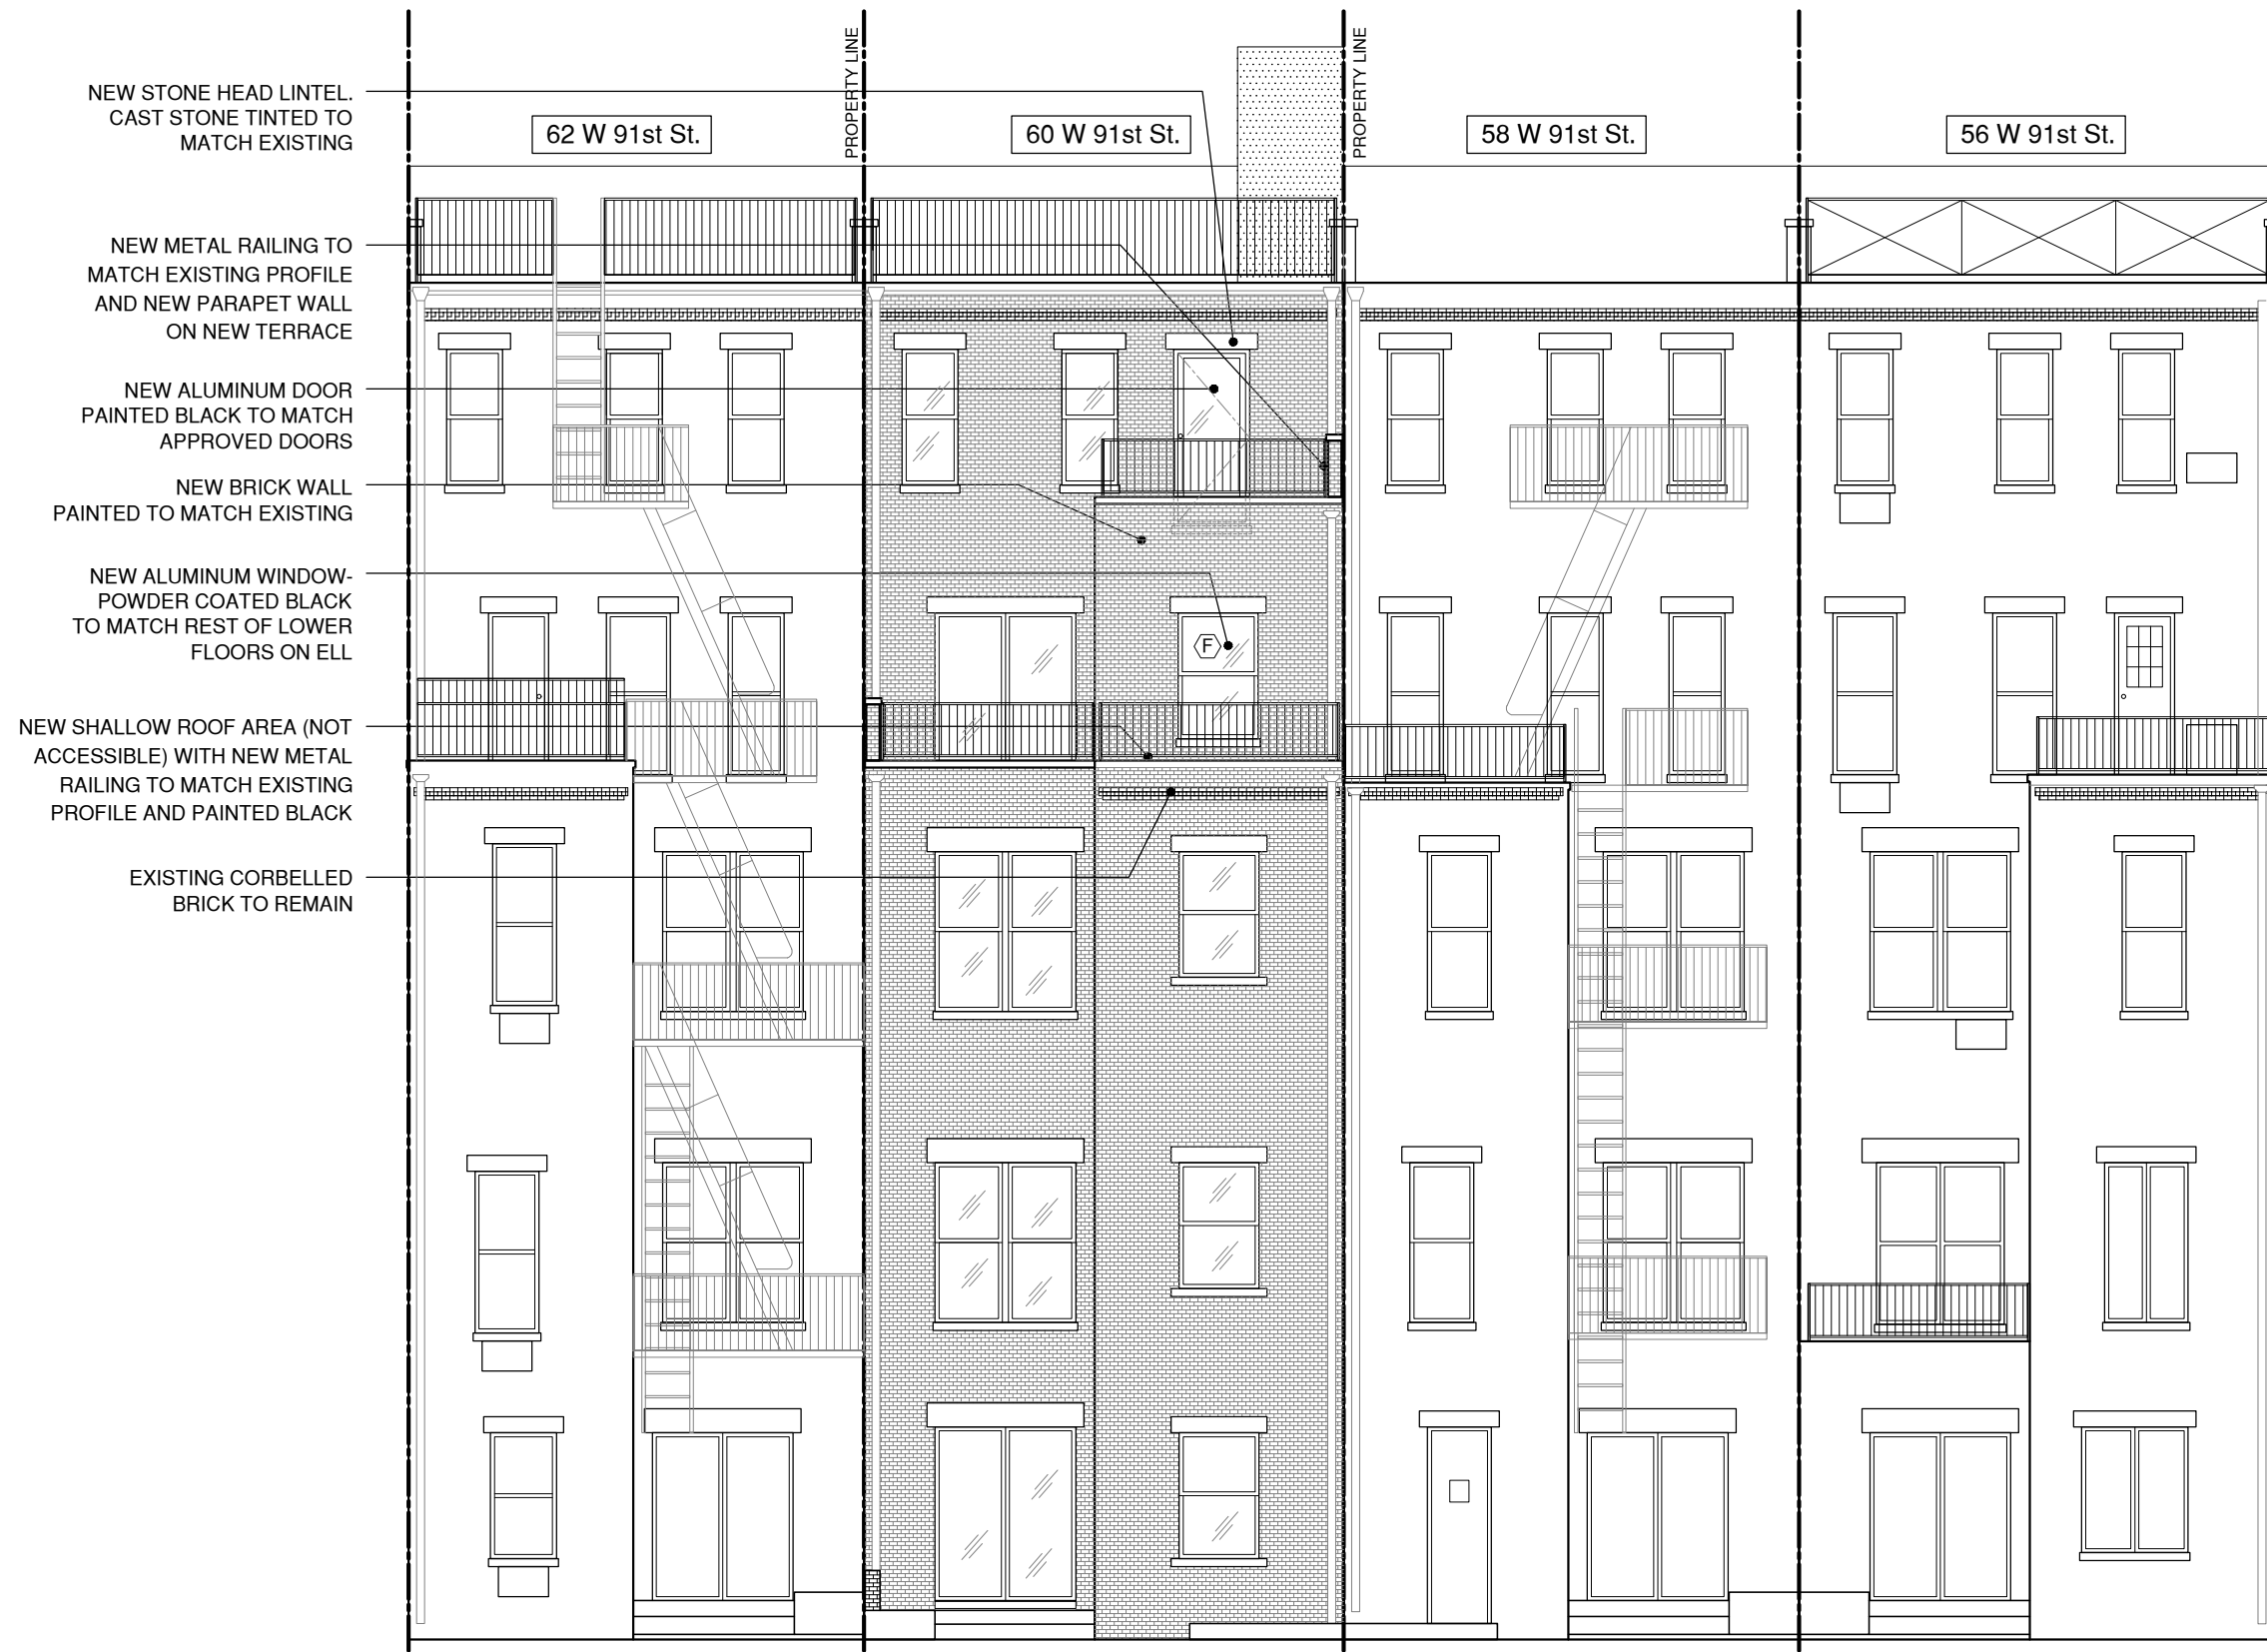 PROPERTY LINE
PROPERTY LINE
NEW STONE HEAD LINTEL.
CAST STONE TINTED TO
MATCH EXISTING
62 W 91st St.
60 W 91st St.
58 W 91st St.
56 W 91st St.
NEW METAL RAILING TO
MATCH EXISTING PROFILE
AND NEW PARAPET WALL
ON NEW TERRACE
NEW ALUMINUM DOOR
PAINTED BLACK TO MATCH
APPROVED DOORS
NEW BRICK WALL
PAINTED TO MATCH EXISTING
NEW ALUMINUM WINDOW-
POWDER COATED BLACK
TO MATCH REST OF LOWER
FLOORS ON ELL
F
NEW SHALLOW ROOF AREA (NOT
ACCESSIBLE) WITH NEW METAL
RAILING TO MATCH EXISTING
PROFILE AND PAINTED BLACK
EXISTING CORBELLED
BRICK TO REMAIN